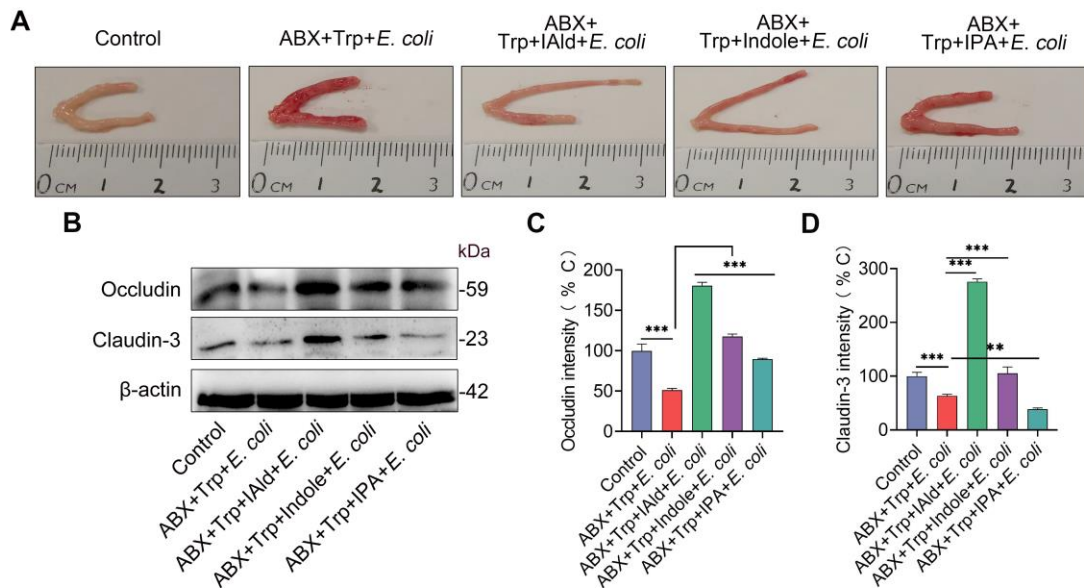 A
Control
ABX+Trp+E. coli
ABX+
Trp+IAld+E. coli
ABX+
Trp+Indole+E. coli
ABX+
Trp+IPA+E. coli
0 CM 1 2 3
0 CM 1 2 3
0 CM 1 2 3
0 CM 1 2 3
0 CM 1 2 3
B
kDa
Occludin
-59
Claudin-3
-23
β-actin
-42
Control
ABX+Trp+E. coli
ABX+Trp+IAld+E. coli
ABX+Trp+Indole+E. coli
ABX+Trp+IPA+E. coli
C
Occludin intensity ( % C)
200
150
100
50
0
***
***
Control
ABX+Trp+E. coli
ABX+Trp+IAld+E. coli
ABX+Trp+Indole+E. coli
ABX+Trp+IPA+E. coli
D
Claudin-3 intensity ( % C)
300
200
100
0
***
***
***
**
Control
ABX+Trp+E. coli
ABX+Trp+IAld+E. coli
ABX+Trp+Indole+E. coli
ABX+Trp+IPA+E. coli